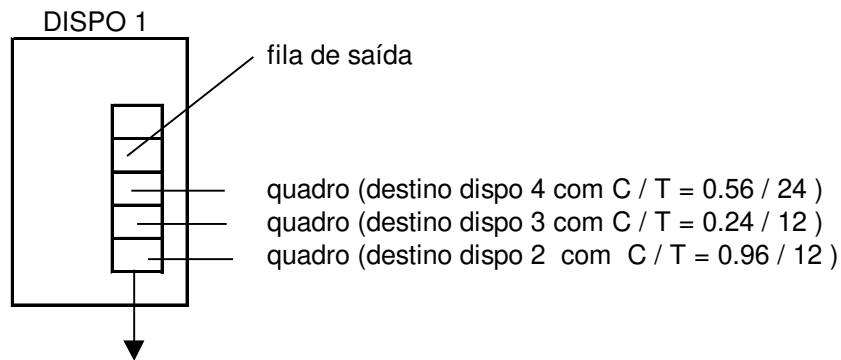 DISPO 1
fila de saída
quadro (destino dispo 4 com C / T = 0.56 / 24 )
quadro (destino dispo 3 com C / T = 0.24 / 12 )
quadro (destino dispo 2 com C / T = 0.96 / 12 )